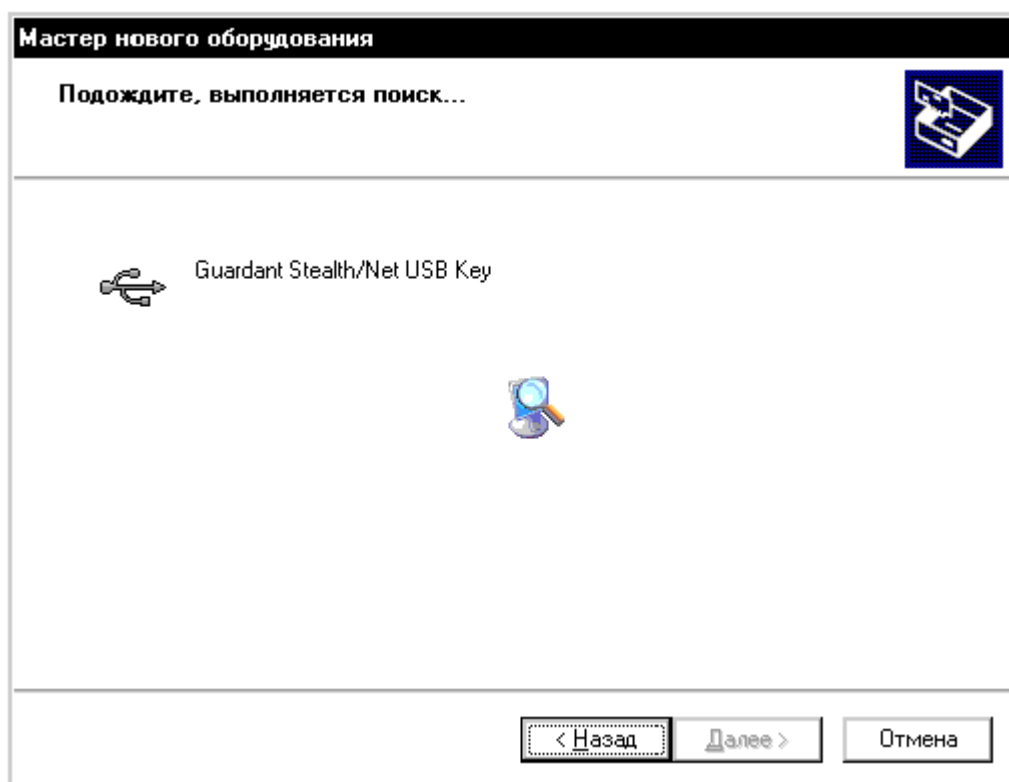 Мастер нового оборудования
Подождите, выполняется поиск...
Guardant Stealth/Net USB Key
< Назад
Далее >
Отмена